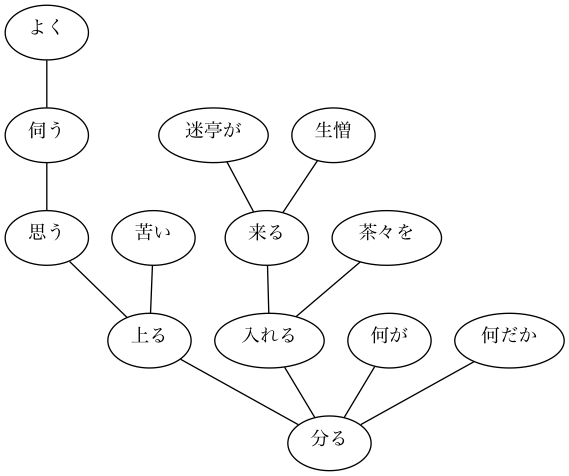 よく
伺う
迷亭が
生憎
思う
苦い
来る
茶々を
上る
入れる
何が
何だか
分る